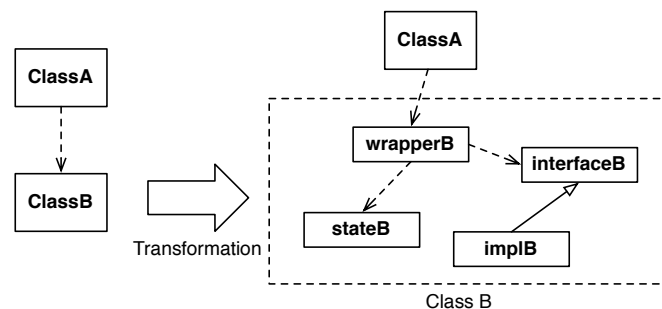 ClassA
ClassB
Transformation
ClassA
wrapperB
interfaceB
stateB
implB
Class B